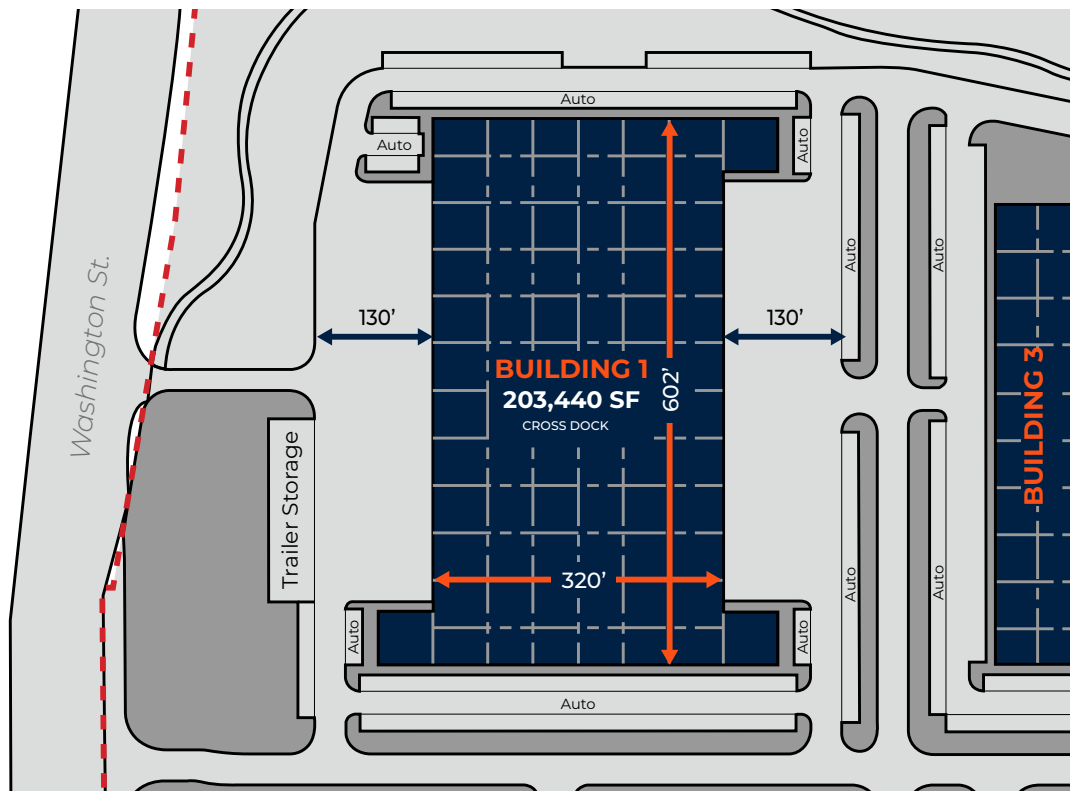 Auto
Auto
Auto
Washington St.
Auto
Auto
130’
130’
BUILDING 1
203,440 SF
CROSS DOCK
602’
BUILDING 3
Trailer Storage
320’
Auto
Auto
Auto
Auto
Auto